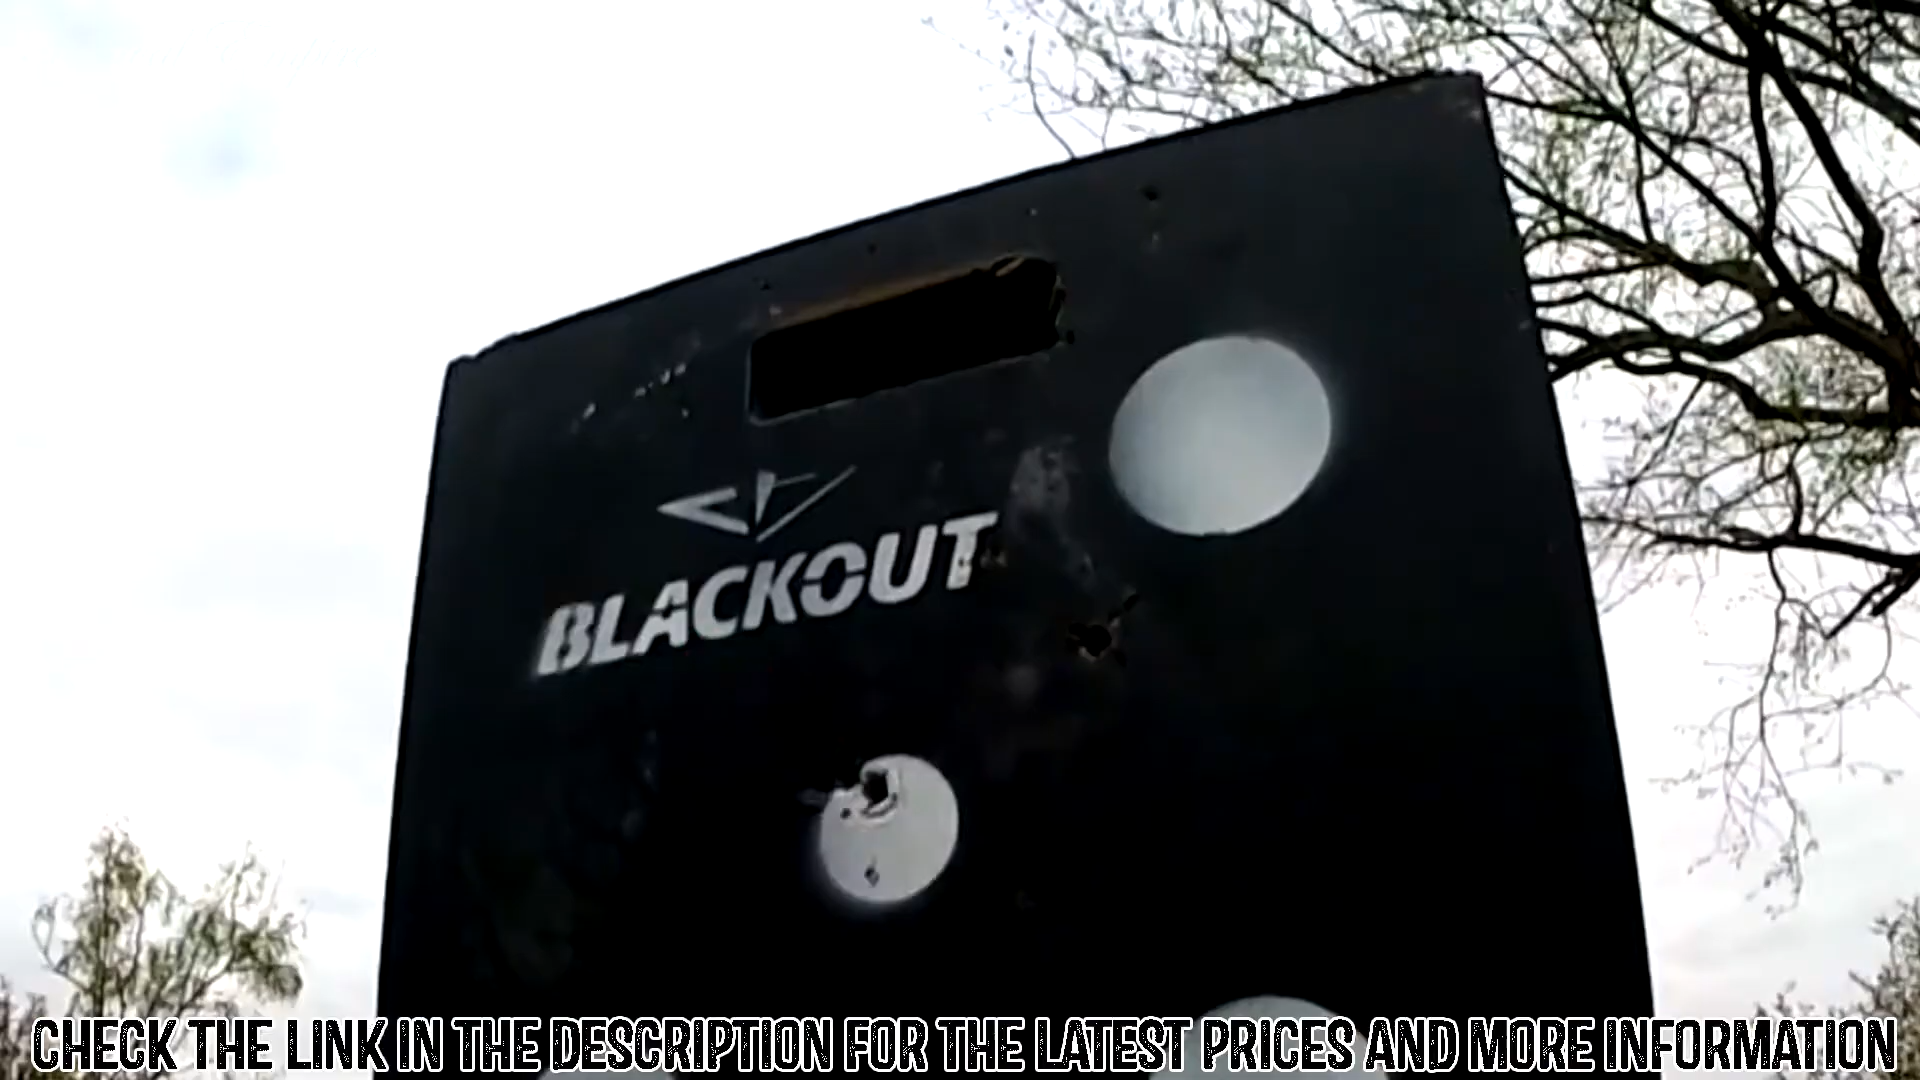 BLACKOUT
CHECK THE LINK IN THE DESCRIPTION FOR THE LATEST PRICES AND MORE INFORMATION